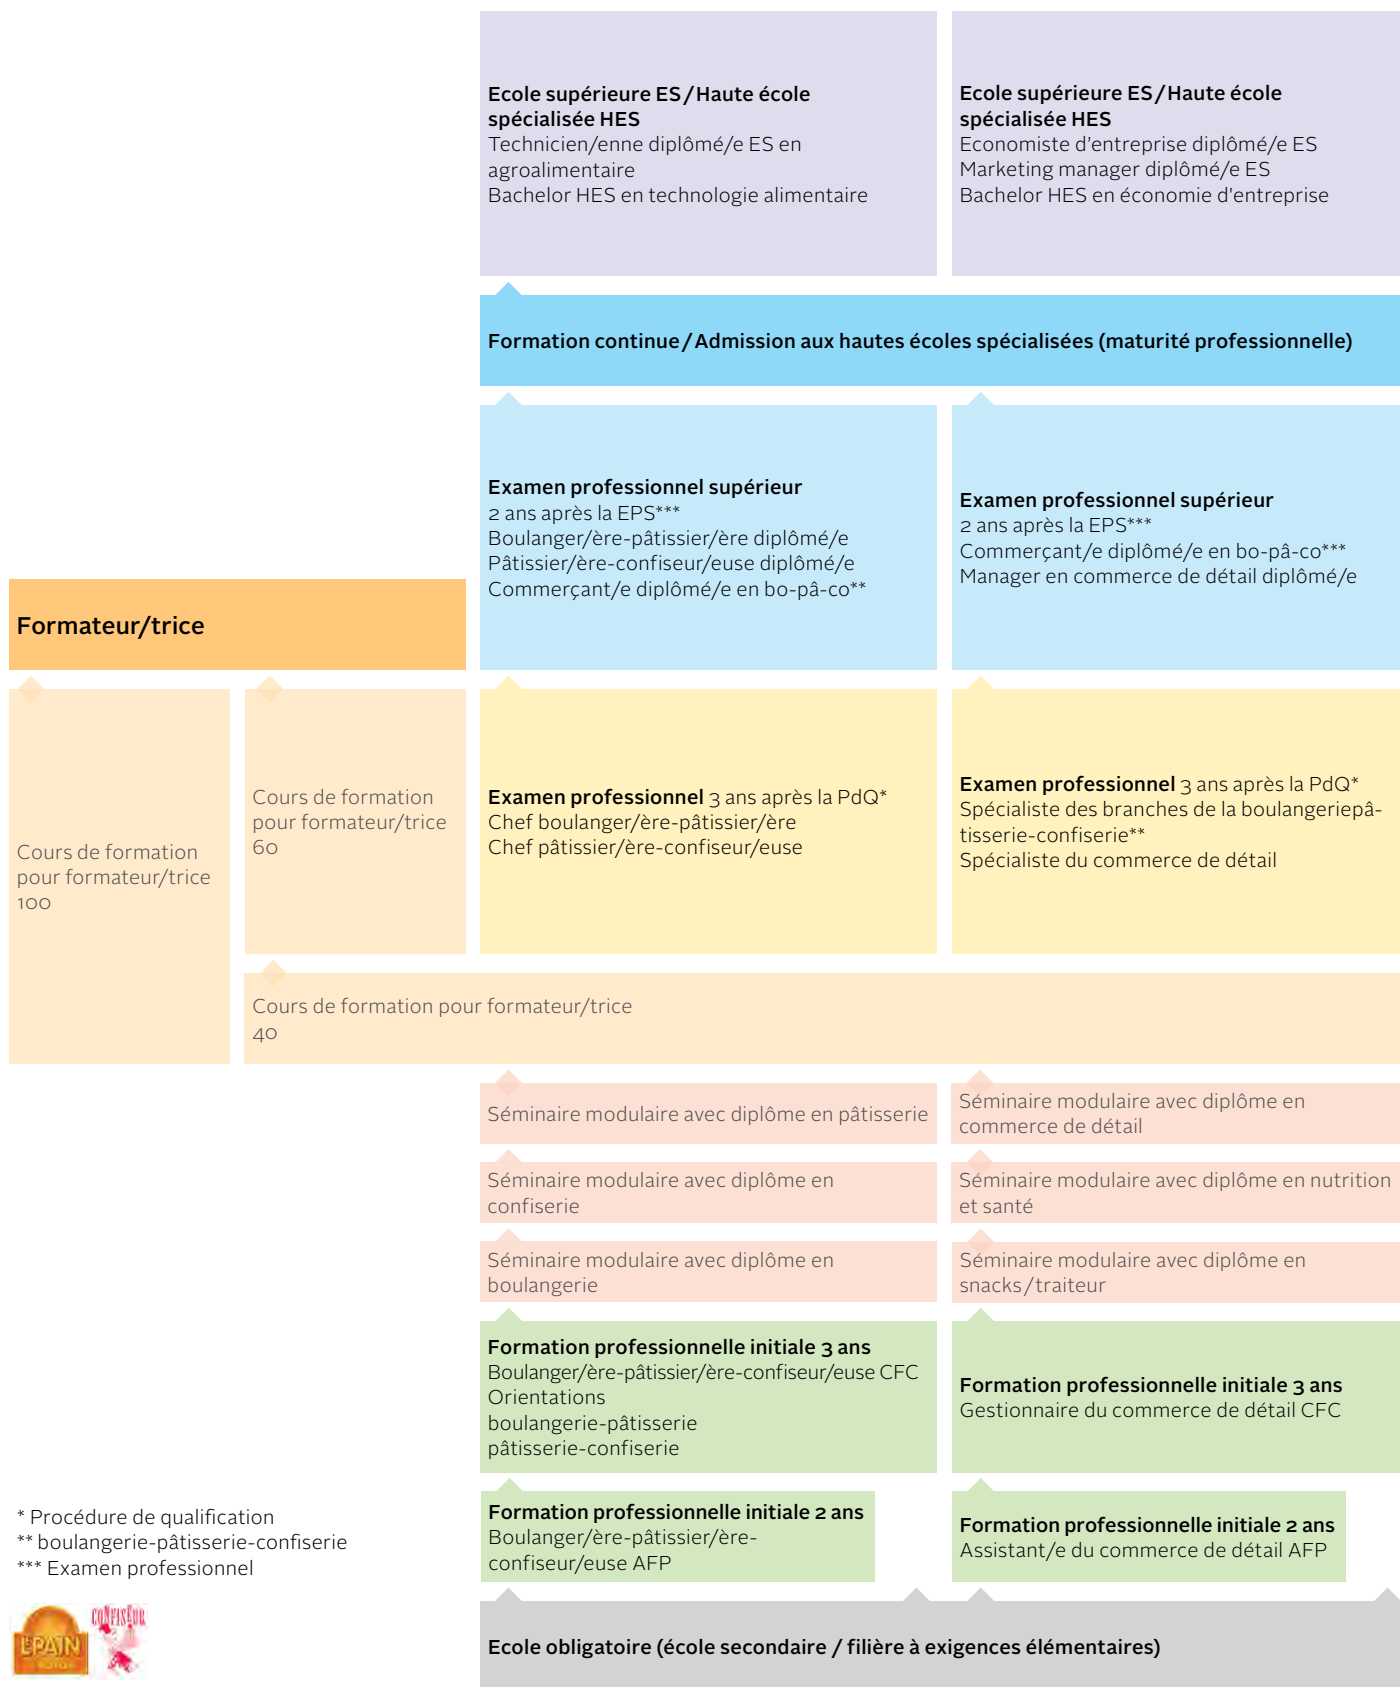 Ecole supérieure ES/Haute école
spécialisée HES
Technicien/enne diplômé/e ES en
agroalimentaire
Bachelor HES en technologie alimentaire
Ecole supérieure ES/Haute école
spécialisée HES
Economiste d'entreprise diplômé/e ES
Marketing manager diplômé/e ES
Bachelor HES en économie d'entreprise
Formation continue/Admission aux hautes écoles spécialisées (maturité professionnelle)
Examen professionnel supérieur
2 ans après la EPS***
Boulanger/ère-pâtissier/ère diplômé/e
Pâtissier/ère-confiseur/euse diplômé/e
Commerçant/e diplômé/e en bo-pâ-co**
Examen professionnel supérieur
2 ans après la EPS***
Commerçant/e diplômé/e en bo-pâ-co***
Manager en commerce de détail diplômé/e
Formateur/trice
Cours de formation
pour formateur/trice
100
Cours de formation
pour formateur/trice
60
Examen professionnel 3 ans après la PdQ*
Chef boulanger/ère-pâtissier/ère
Chef pâtissier/ère-confiseur/euse
Examen professionnel 3 ans après la PdQ*
Spécialiste des branches de la boulangeriepâ-
tisserie-confiserie**
Spécialiste du commerce de détail
Cours de formation pour formateur/trice
40
Séminaire modulaire avec diplôme en pâtisserie
Séminaire modulaire avec diplôme en
commerce de détail
Séminaire modulaire avec diplôme en
confiserie
Séminaire modulaire avec diplôme en nutrition
et santé
Séminaire modulaire avec diplôme en
boulangerie
Séminaire modulaire avec diplôme en
snacks/traiteur
Formation professionnelle initiale 3 ans
Boulanger/ère-pâtissier/ère-confiseur/euse CFC
Orientations
boulangerie-pâtisserie
pâtisserie-confiserie
Formation professionnelle initiale 3 ans
Gestionnaire du commerce de détail CFC
Formation professionnelle initiale 2 ans
Boulanger/ère-pâtissier/ère-
confiseur/euse AFP
Formation professionnelle initiale 2 ans
Assistant/e du commerce de détail AFP
* Procédure de qualification
** boulangerie-pâtisserie-confiserie
*** Examen professionnel
CONFISEUR
LE PAIN
Ecole obligatoire (école secondaire / filière à exigences élémentaires)